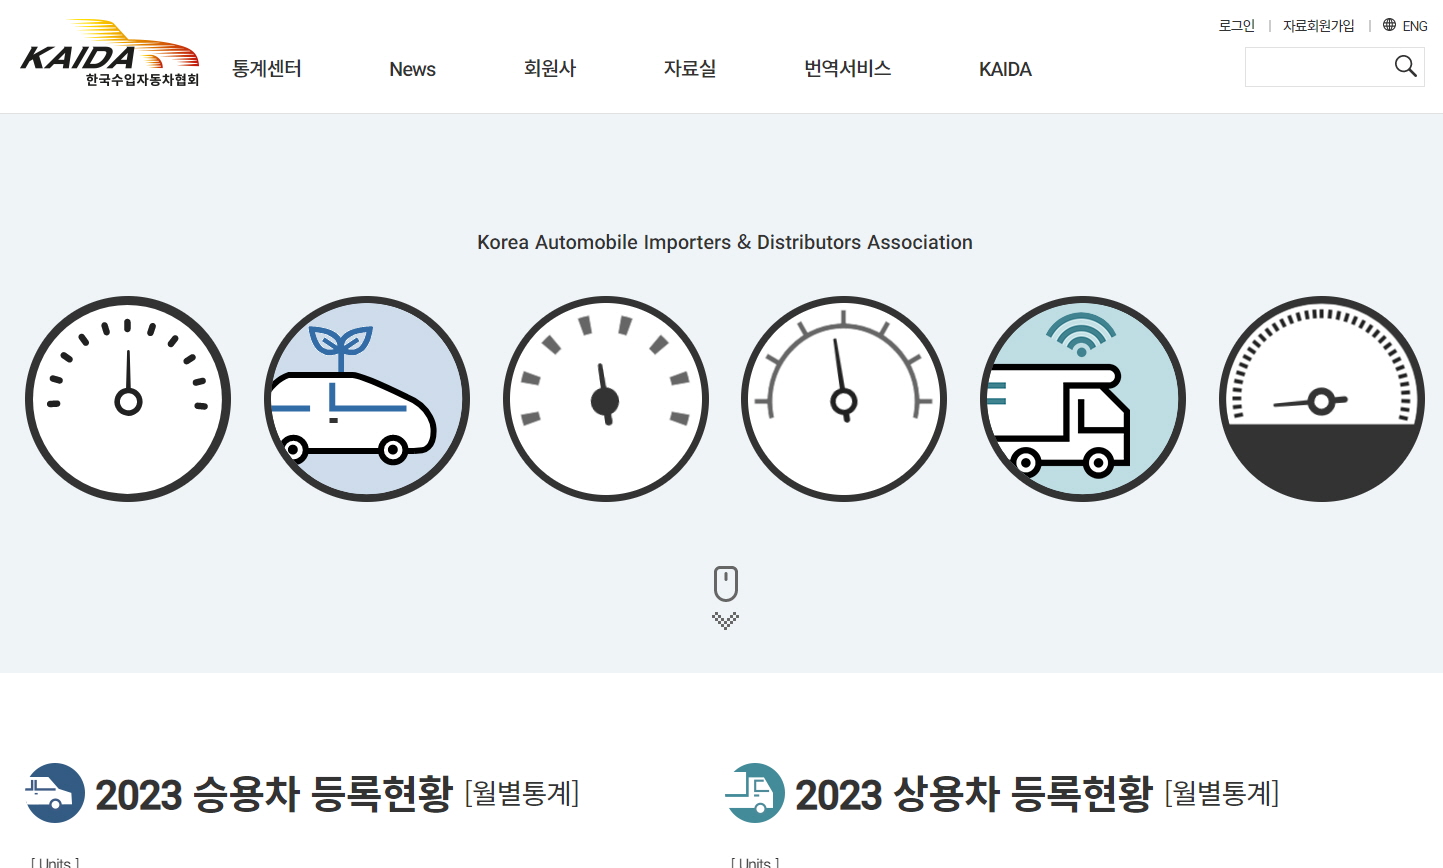 로그인 | 자료회원가입 | ENG
KAIDA
한국수입자동차협회
통계센터 News 회원사 자료실 번역서비스 KAIDA
Korea Automobile Importers & Distributors Association
2023 승용차 등록현황 [월별통계]
2023 상용차 등록현황 [월별통계]
[ Units ]
[ Units ]